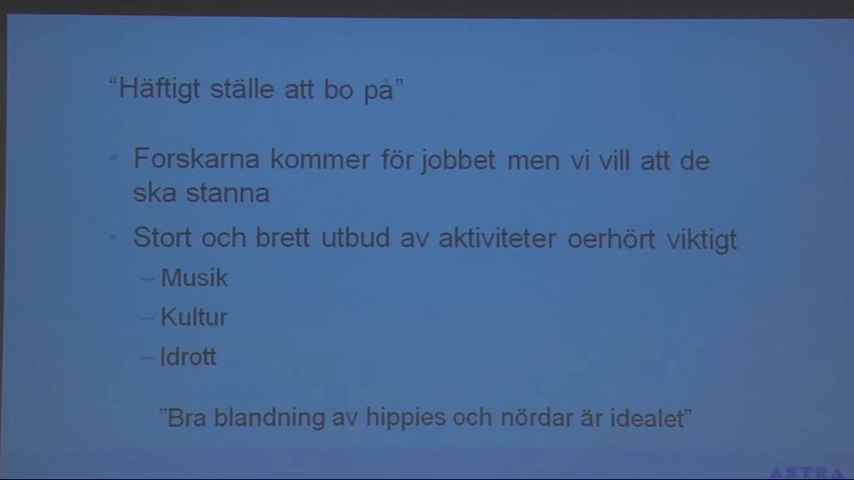 “Häftigt ställe att bo på”
• Forskarna kommer för jobbet men vi vill att de
ska stanna
• Stort och brett utbud av aktiviteter oerhört viktigt
– Musik
– Kultur
– Idrott
”Bra blandning av hippies och nördar är idealet”
ASTRA